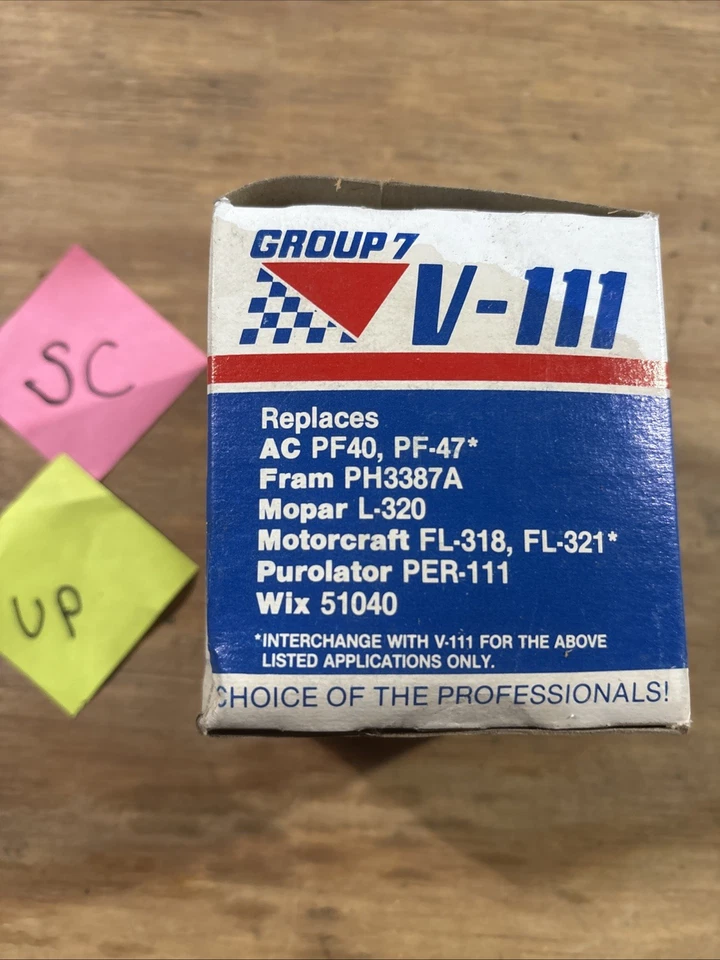 GROUP 7
V-111
SC
UP
Replaces
AC PF40, PF-47*
Fram PH3387A
Mopar L-320
Motorcraft FL-318, FL-321*
Purolator PER-111
Wix 51040
*INTERCHANGE WITH V-111 FOR THE ABOVE
LISTED APPLICATIONS ONLY.
CHOICE OF THE PROFESSIONALS!